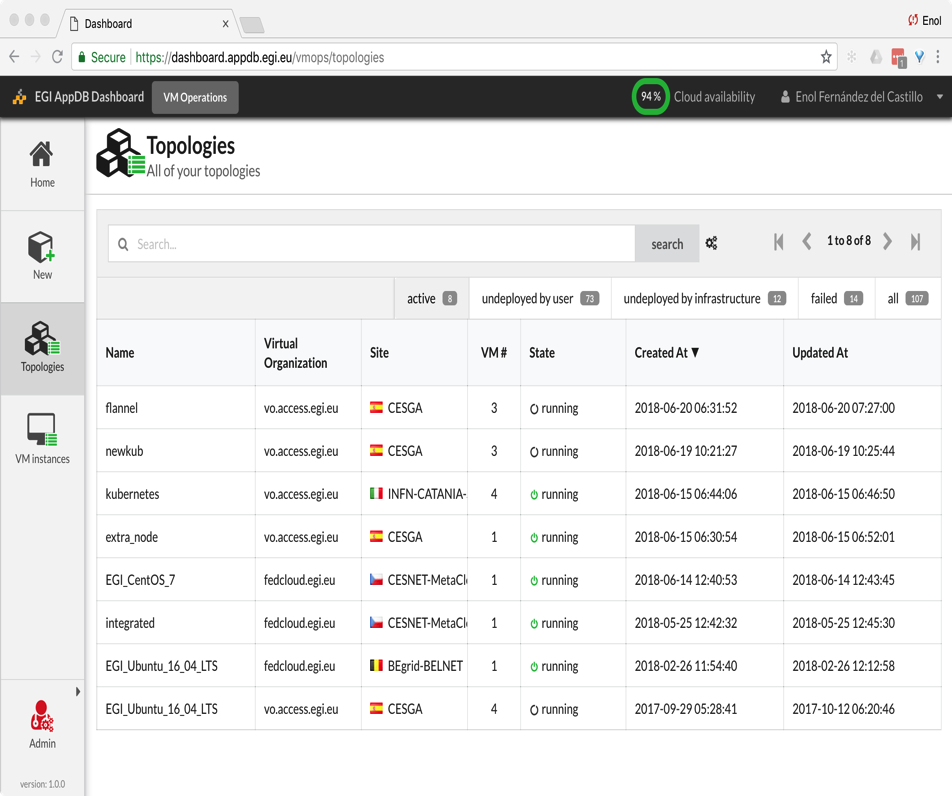 Dashboard
x
Enol
Secure https://dashboard.appdb.egi.eu/vmops/topologies
1
EGI AppDB Dashboard VM Operations 94 % Cloud availability Enol Fernández del Castillo
Home
New
Topologies
VM instances
Admin
version: 1.0.0
Topologies
All of your topologies
Search... search 1 to 8 of 8
active 8 undeployed by user 73 undeployed by infrastructure 12 failed 14 all 107
Name Virtual Organization Site VM # State Created At ▼ Updated At
flannel vo.access.egi.eu CESGA 3 running 2018-06-20 06:31:52 2018-06-20 07:27:00
newkub vo.access.egi.eu CESGA 3 running 2018-06-19 10:21:27 2018-06-19 10:25:44
kubernetes vo.access.egi.eu INFN-CATANIA- 4 running 2018-06-15 06:44:06 2018-06-15 06:46:50
extra_node vo.access.egi.eu CESGA 1 running 2018-06-15 06:30:54 2018-06-15 06:52:01
EGI_CentOS_7 fedcloud.egi.eu CESNET-MetaCl 1 running 2018-06-14 12:40:53 2018-06-14 12:43:45
integrated fedcloud.egi.eu CESNET-MetaCl 1 running 2018-05-25 12:42:32 2018-05-25 12:45:30
EGI_Ubuntu_16_04_LTS fedcloud.egi.eu BEgrid-BELNET 1 running 2018-02-26 11:54:40 2018-02-26 12:12:58
EGI_Ubuntu_16_04_LTS vo.access.egi.eu CESGA 4 running 2017-09-29 05:28:41 2017-10-12 06:20:46